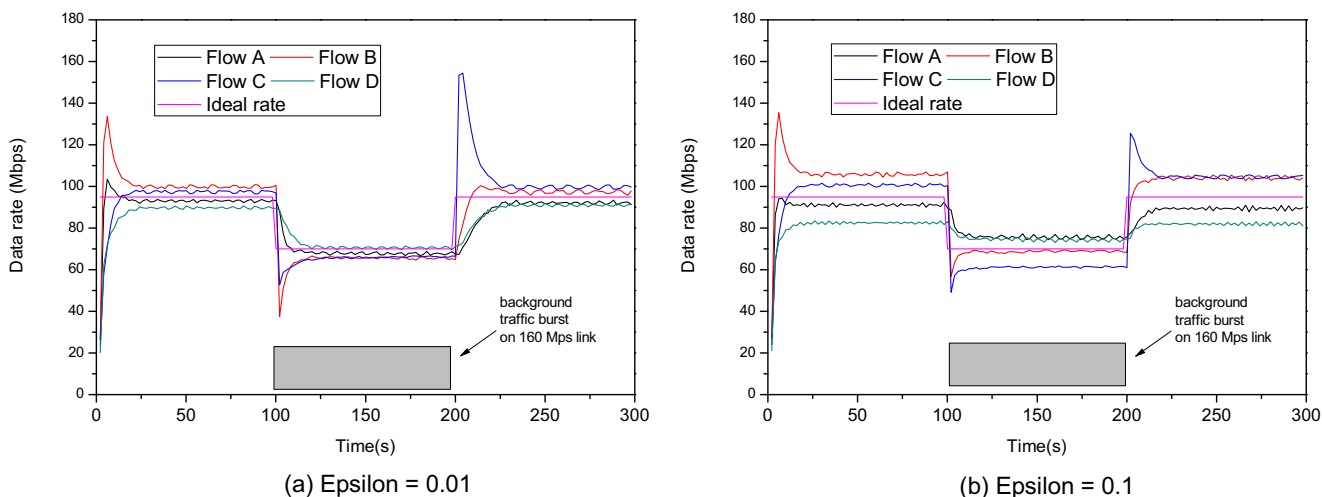 180
160
140
120
100
80
60
40
20
0
Data rate (Mbps)
Flow A Flow B
Flow C Flow D
Ideal rate
background
traffic burst
on 160 Mps link
0 50 100 150 200 250 300
Time(s)
(a) Epsilon = 0.01
180
160
140
120
100
80
60
40
20
0
Data rate (Mbps)
Flow A Flow B
Flow C Flow D
Ideal rate
background
traffic burst
on 160 Mps link
0 50 100 150 200 250 300
Time(s)
(b) Epsilon = 0.1